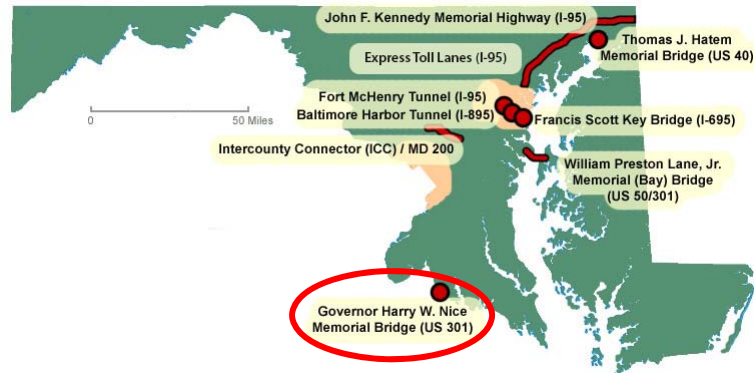 John F. Kennedy Memorial Highway (I-95)
Thomas J. Hatem
Memorial Bridge (US 40)
Express Toll Lanes (I-95)
Fort McHenry Tunnel (I-95)
Baltimore Harbor Tunnel (I-895)
Francis Scott Key Bridge (I-695)
0
50 Miles
Intercounty Connector (ICC) / MD 200
William Preston Lane, Jr.
Memorial (Bay) Bridge
(US 50/301)
Governor Harry W. Nice
Memorial Bridge (US 301)